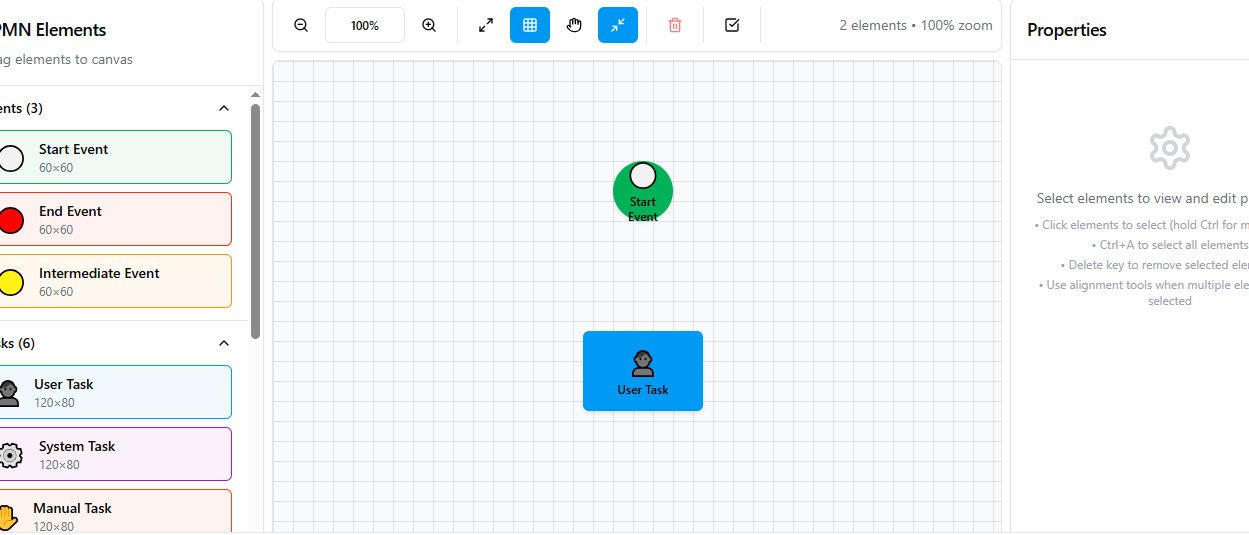 PMN Elements
ag elements to canvas
ents (3)
Start Event
60×60
End Event
60×60
Intermediate Event
60×60
sks (6)
User Task
120×80
System Task
120×80
Manual Task
120×80
100%
2 elements • 100% zoom
Start
Event
User Task
Properties
Select elements to view and edit p
• Click elements to select (hold Ctrl for m
• Ctrl+A to select all elements
• Delete key to remove selected ele
• Use alignment tools when multiple ele
selected